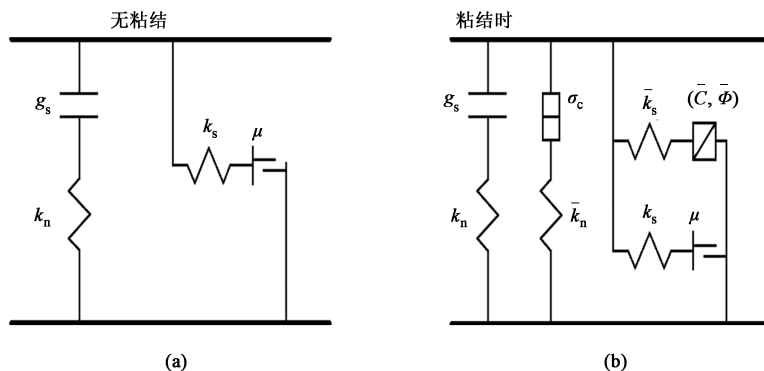 无粘结
g_s
k_s
μ
k_n
(a)
粘结时
g_s
σ_c
k̄_s
(C̄, Φ̄)
k_n
k̄_n
k_s
μ
(b)